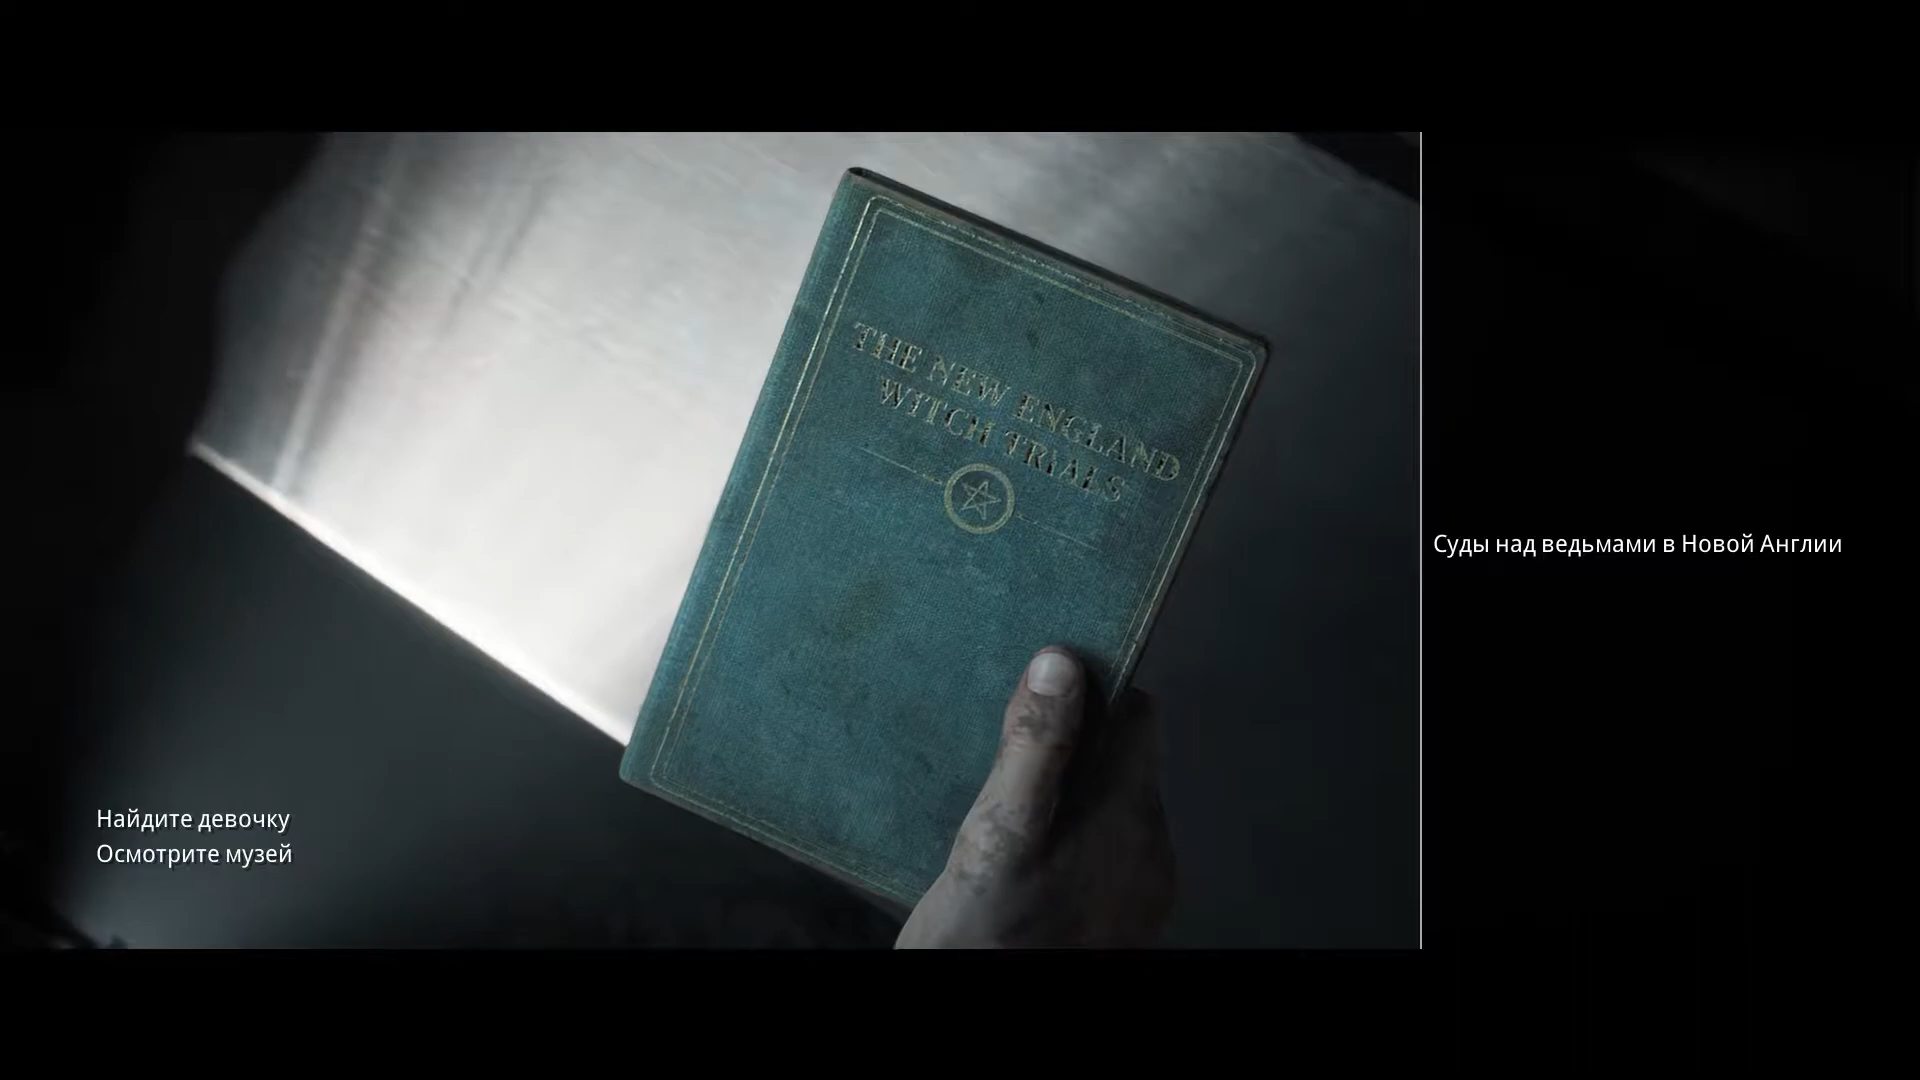 THE NEW ENGLAND
WITCH TRIALS
Суды над ведьмами в Новой Англии
Найдите девочку
Осмотрите музей